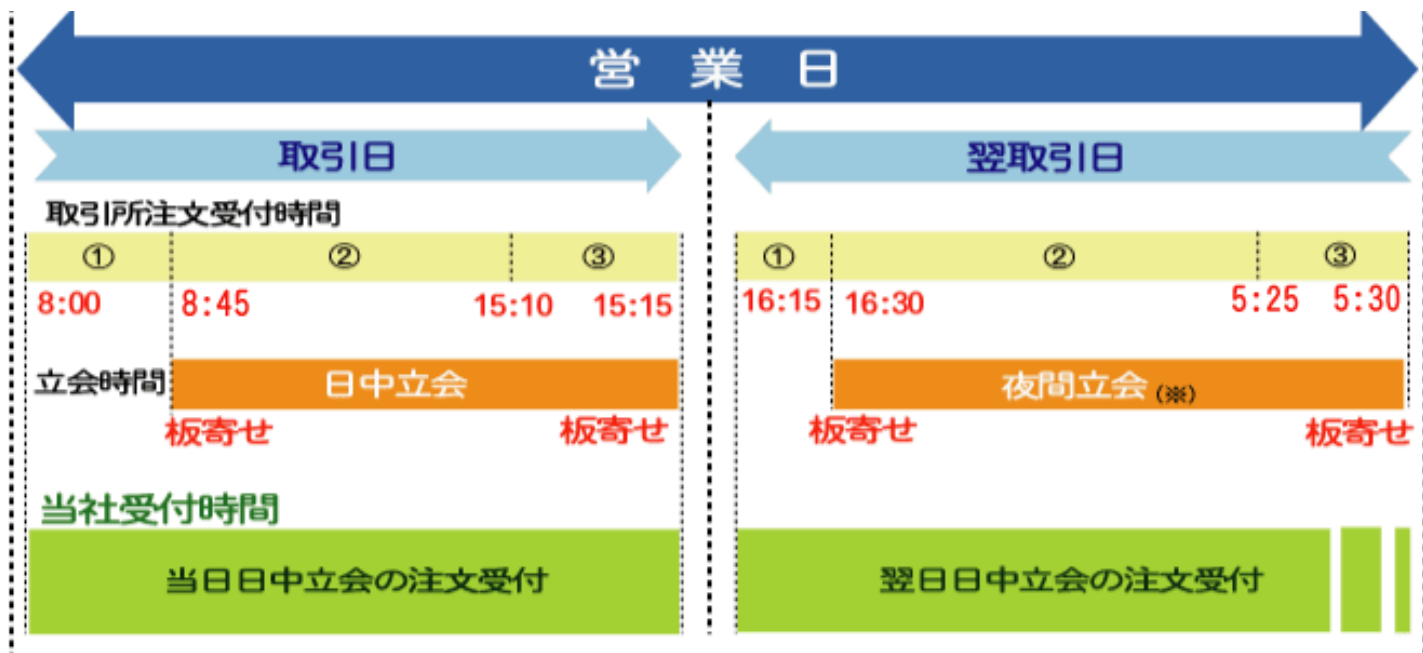 営業日
取引日 翌取引日
取引所注文受付時間
① ② ③ ① ② ③
8:00 8:45 15:10 15:15 16:15 16:30 5:25 5:30
立会時間 日中立会 夜間立会(※)
板寄せ 板寄せ 板寄せ 板寄せ
当社受付時間
当日日中立会の注文受付 翌日日中立会の注文受付